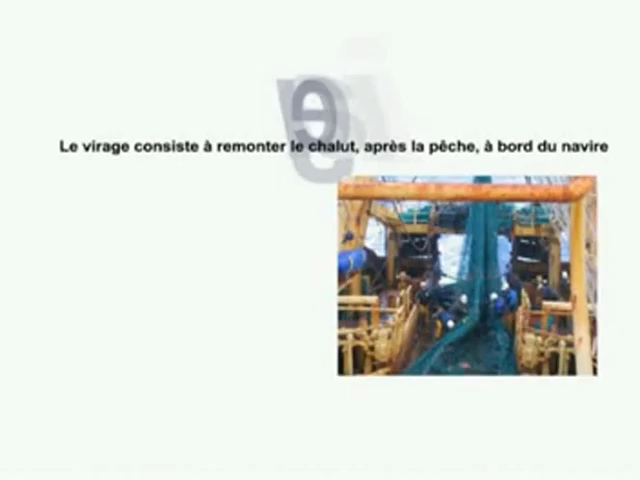 Le virage consiste à remonter le chalut, après la pêche, à bord du navire